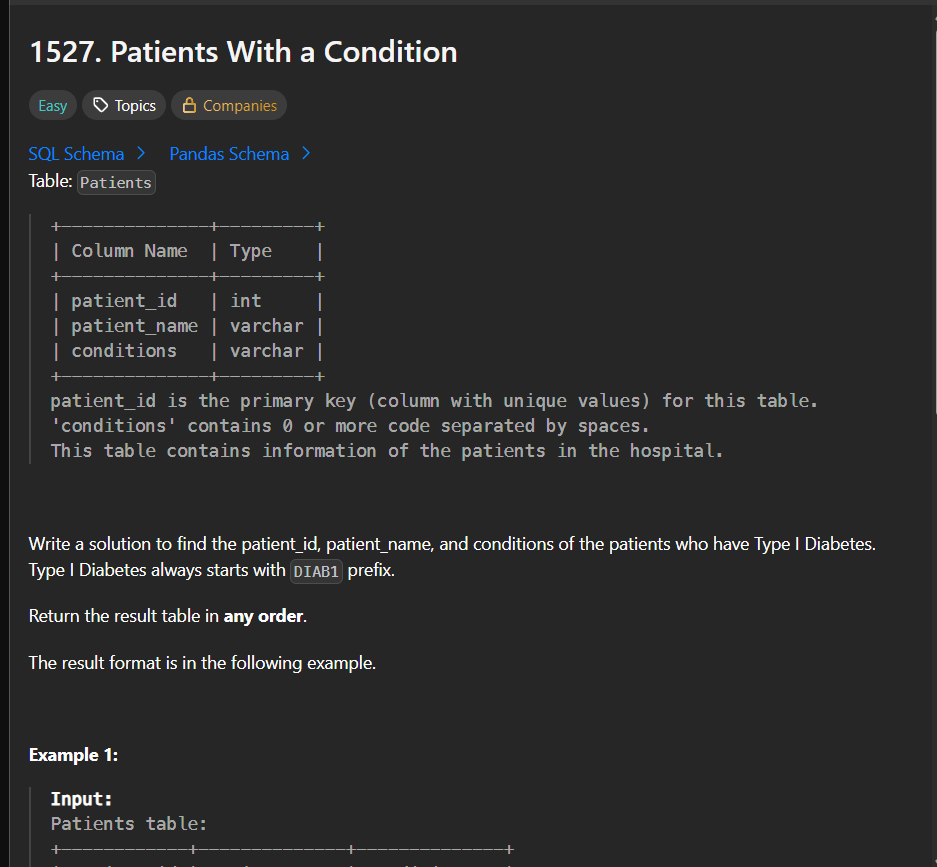 1527. Patients With a Condition
Easy Topics Companies
SQL Schema > Pandas Schema >
Table: Patients
+--------------+---------+
| Column Name  | Type    |
+--------------+---------+
| patient_id   | int     |
| patient_name | varchar |
| conditions   | varchar |
+--------------+---------+
patient_id is the primary key (column with unique values) for this table.
'conditions' contains 0 or more code separated by spaces.
This table contains information of the patients in the hospital.
Write a solution to find the patient_id, patient_name, and conditions of the patients who have Type I Diabetes.
Type I Diabetes always starts with DIAB1 prefix.
Return the result table in any order.
The result format is in the following example.
Example 1:
Input:
Patients table:
+------------+--------------+--------------+